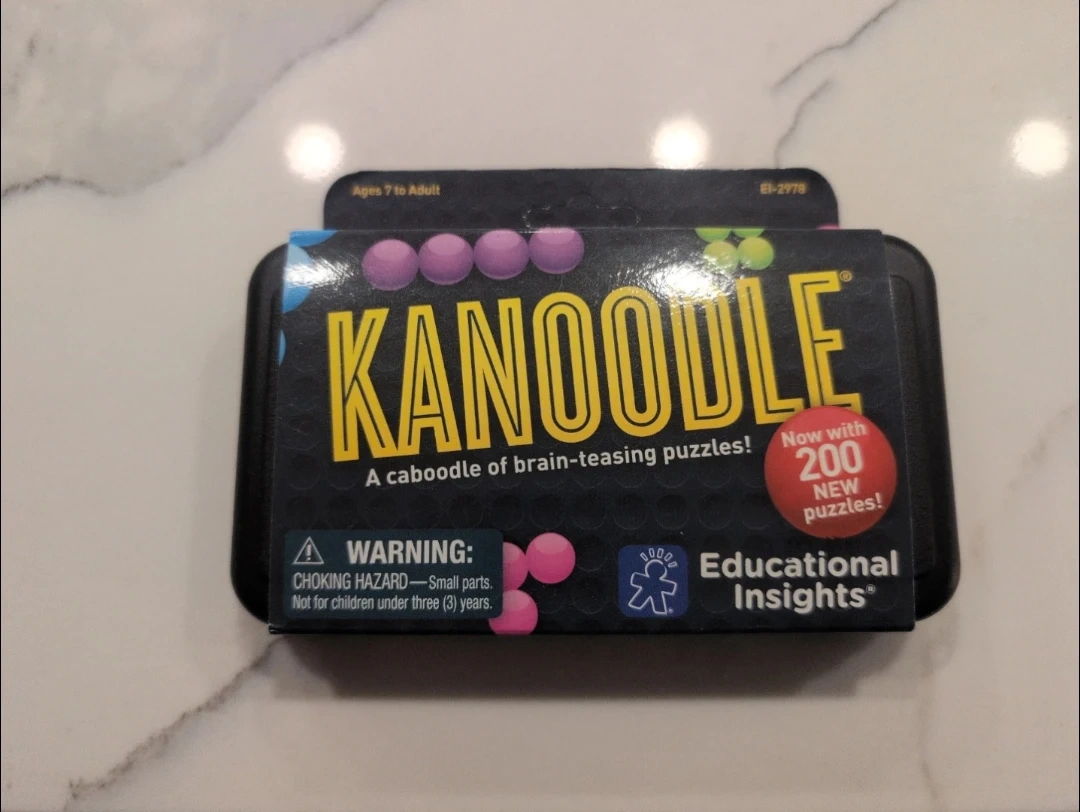 Ages 7 to Adult
EI-2978
KANOODLE®
A caboodle of brain-teasing puzzles!
Now with
200
NEW
puzzles!
WARNING:
CHOKING HAZARD—Small parts.
Not for children under three (3) years.
Educational
Insights®